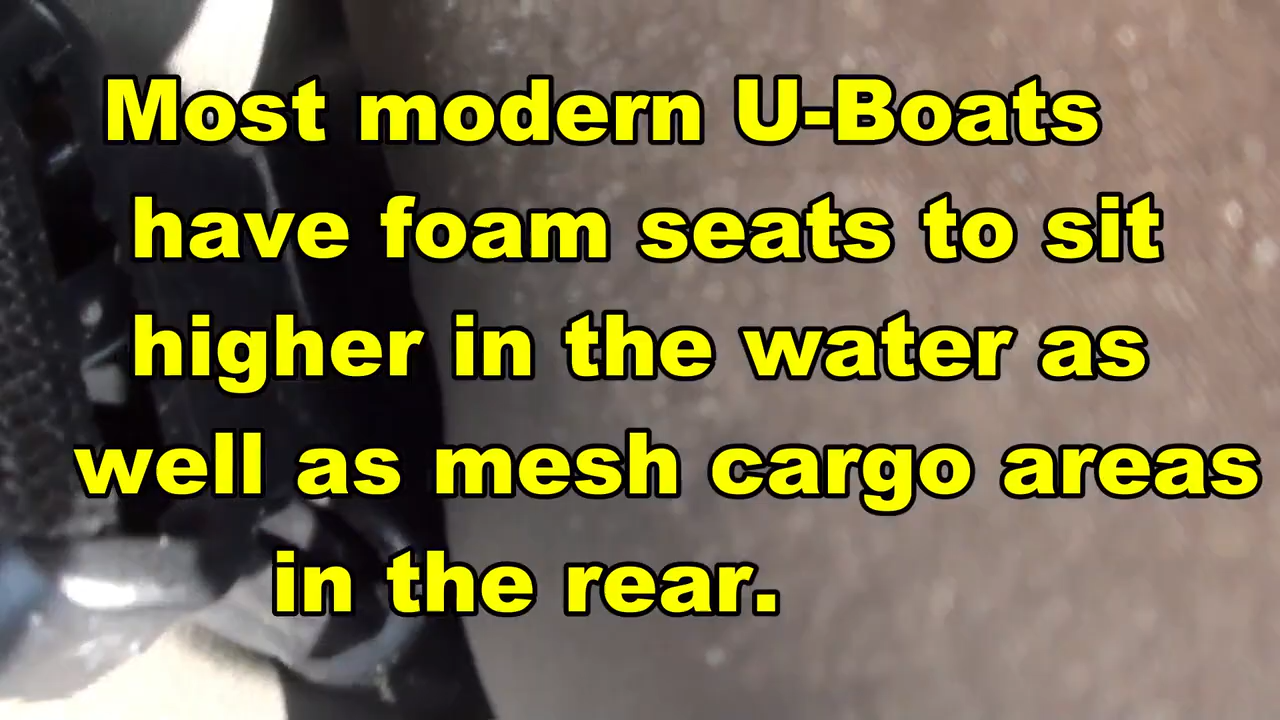 Most modern U-Boats
have foam seats to sit
higher in the water as
well as mesh cargo areas
in the rear.